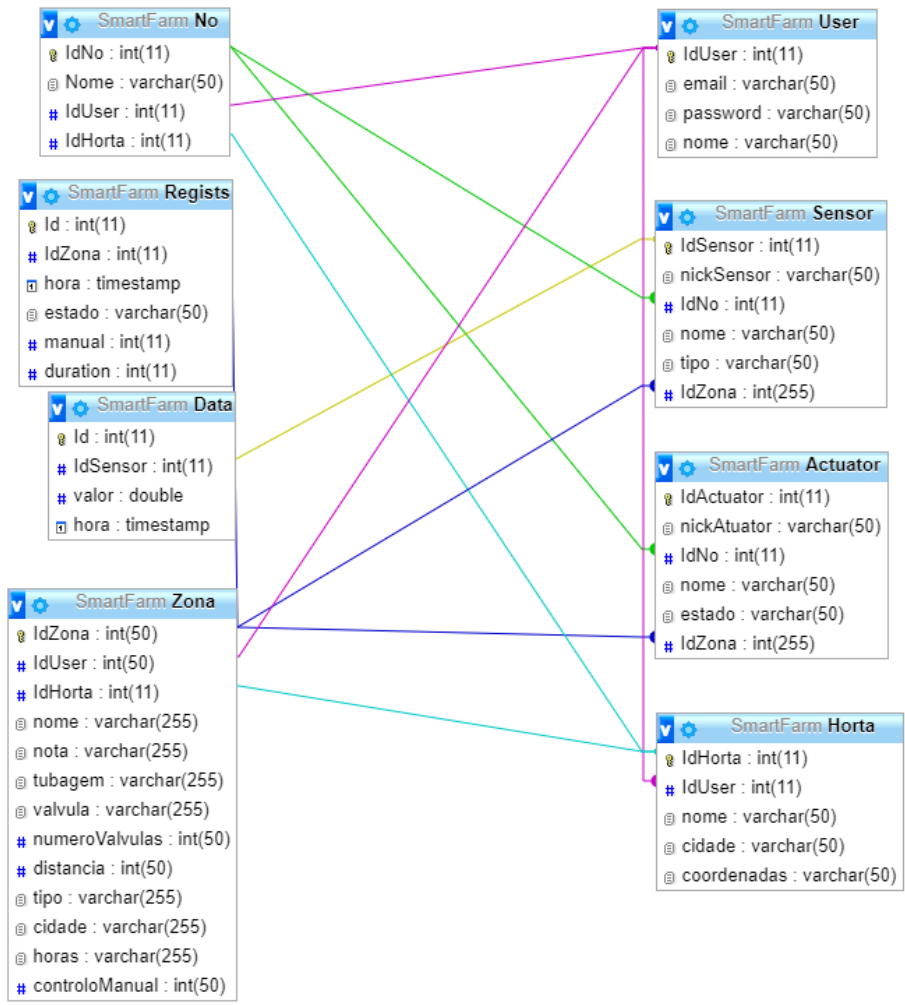 SmartFarm No
IdNo : int(11)
Nome : varchar(50)
IdUser : int(11)
IdHorta : int(11)
SmartFarm Regists
Id : int(11)
IdZona : int(11)
hora : timestamp
estado : varchar(50)
manual : int(11)
duration : int(11)
SmartFarm Data
Id : int(11)
IdSensor : int(11)
valor : double
hora : timestamp
SmartFarm Zona
IdZona : int(50)
IdUser : int(50)
IdHorta : int(11)
nome : varchar(255)
nota : varchar(255)
tubagem : varchar(255)
valvula : varchar(255)
numeroValvulas : int(50)
distancia : int(50)
tipo : varchar(255)
cidade : varchar(255)
horas : varchar(255)
controloManual : int(50)
SmartFarm User
IdUser : int(11)
email : varchar(50)
password : varchar(50)
nome : varchar(50)
SmartFarm Sensor
IdSensor : int(11)
nickSensor : varchar(50)
IdNo : int(11)
nome : varchar(50)
tipo : varchar(50)
IdZona : int(255)
SmartFarm Actuator
IdActuator : int(11)
nickAtuator : varchar(50)
IdNo : int(11)
nome : varchar(50)
estado : varchar(50)
IdZona : int(255)
SmartFarm Horta
IdHorta : int(11)
IdUser : int(11)
nome : varchar(50)
cidade : varchar(50)
coordenadas : varchar(50)